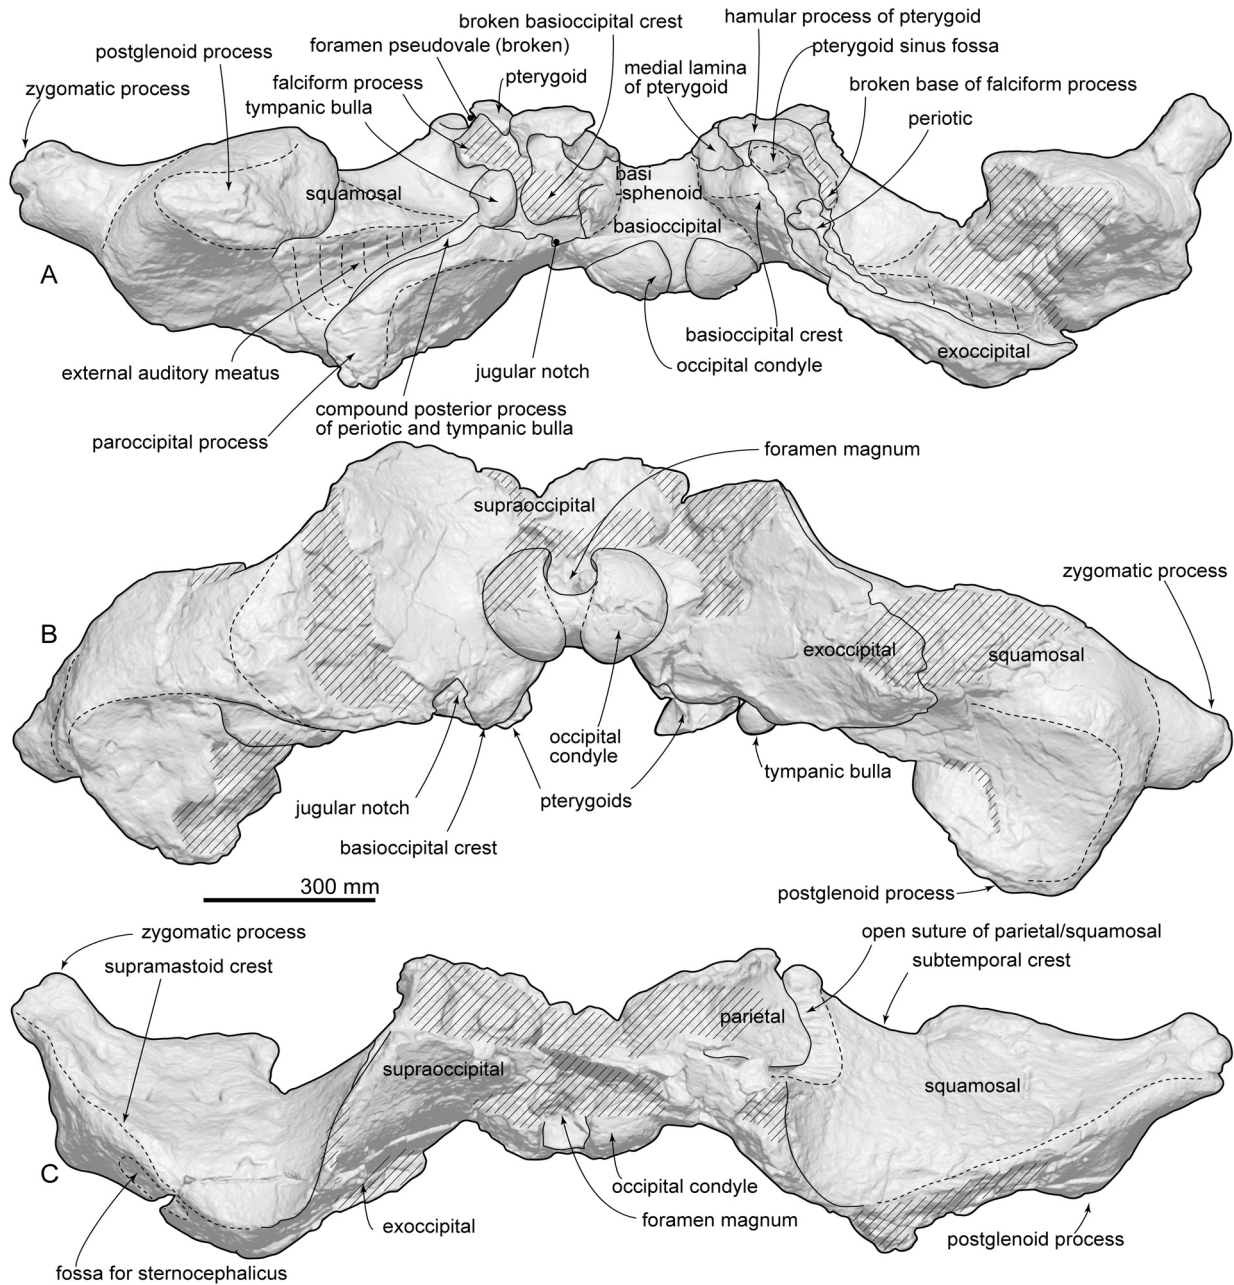 broken basioccipital crest
hamular process of pterygoid
foramen pseudovale (broken)
pterygoid sinus fossa
postglenoid process
falciform process
pterygoid
medial lamina
of pterygoid
broken base of falciform process
zygomatic process
tympanic bulla
periotic
squamosal
basi
sphenoid
basioccipital
A
basioccipital crest
exoccipital
occipital condyle
external auditory meatus
jugular notch
compound posterior process
of periotic and tympanic bulla
paroccipital process
foramen magnum
supraoccipital
zygomatic process
B
exoccipital
squamosal
occipital
condyle
tympanic bulla
pterygoids
jugular notch
basioccipital crest
300 mm
postglenoid process
zygomatic process
open suture of parietal/squamosal
supramastoid crest
subtemporal crest
parietal
supraoccipital
squamosal
C
occipital condyle
foramen magnum
exoccipital
postglenoid process
fossa for sternocephalicus